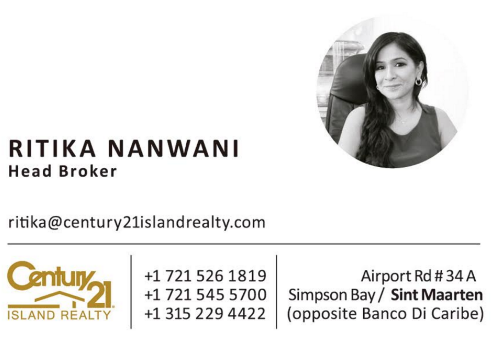 RITIKA NANWANI
Head Broker
ritika@century21islandrealty.com
Century 21
ISLAND REALTY
+1 721 526 1819
+1 721 545 5700
+1 315 229 4422
Airport Rd # 34 A
Simpson Bay / Sint Maarten
(opposite Banco Di Caribe)